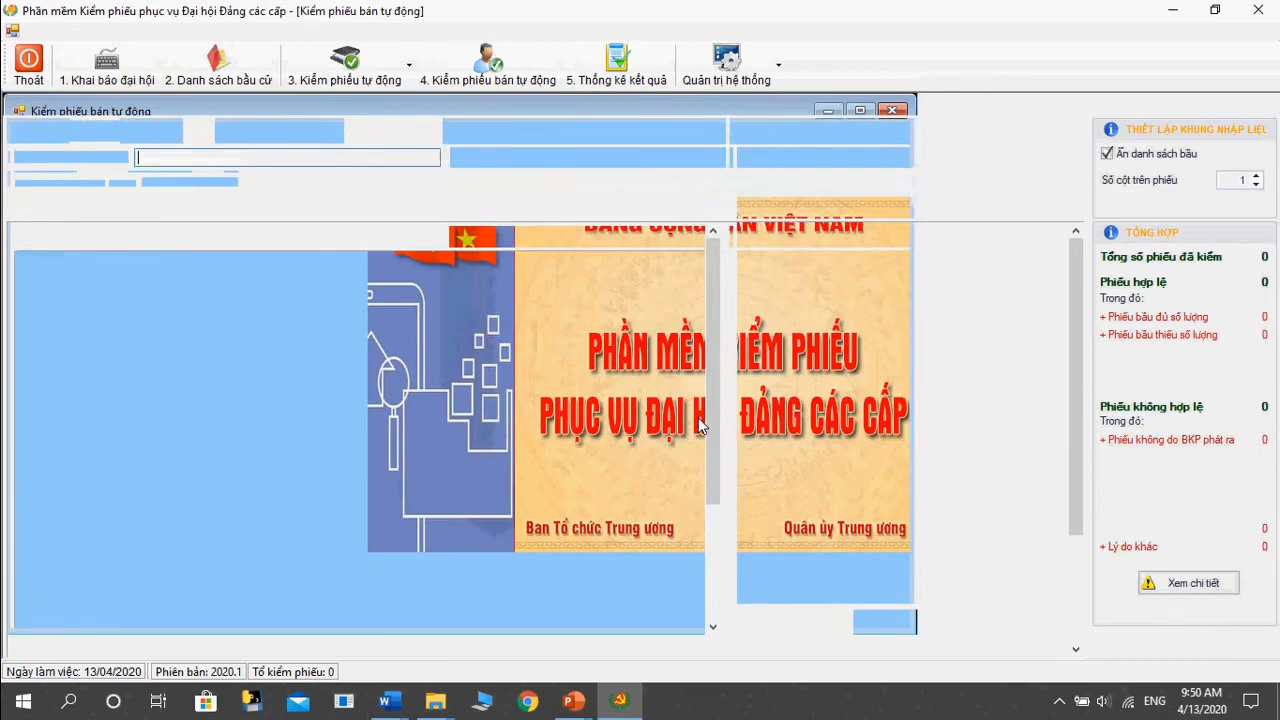 Phần mềm Kiểm phiếu phục vụ Đại hội Đảng các cấp - [Kiểm phiếu bán tự động]
Thoát
1. Khai báo đại hội
2. Danh sách bầu cử
3. Kiểm phiếu tự động
4. Kiểm phiếu bán tự động
5. Thống kê kết quả
Quản trị hệ thống
Kiểm phiếu bán tự động
THIẾT LẬP KHUNG NHẬP LIỆU
Ẩn danh sách bầu
Số cột trên phiếu 1
VIỆT NAM
PHẦN MỀM KIỂM PHIẾU
PHỤC VỤ ĐẠI HỘI ĐẢNG CÁC CẤP
Ban Tổ chức Trung ương
Quân ủy Trung ương
TỔNG HỢP
Tổng số phiếu đã kiểm 0
Phiếu hợp lệ 0
Trong đó:
+ Phiếu bầu đủ số lượng 0
+ Phiếu bầu thiếu số lượng 0
Phiếu không hợp lệ 0
Trong đó:
+ Phiếu không do BKP phát ra 0
0
+ Lý do khác 0
Xem chi tiết
Ngày làm việc: 13/04/2020
Phiên bản: 2020.1
Tổ kiểm phiếu: 0
ENG
9:50 AM
4/13/2020